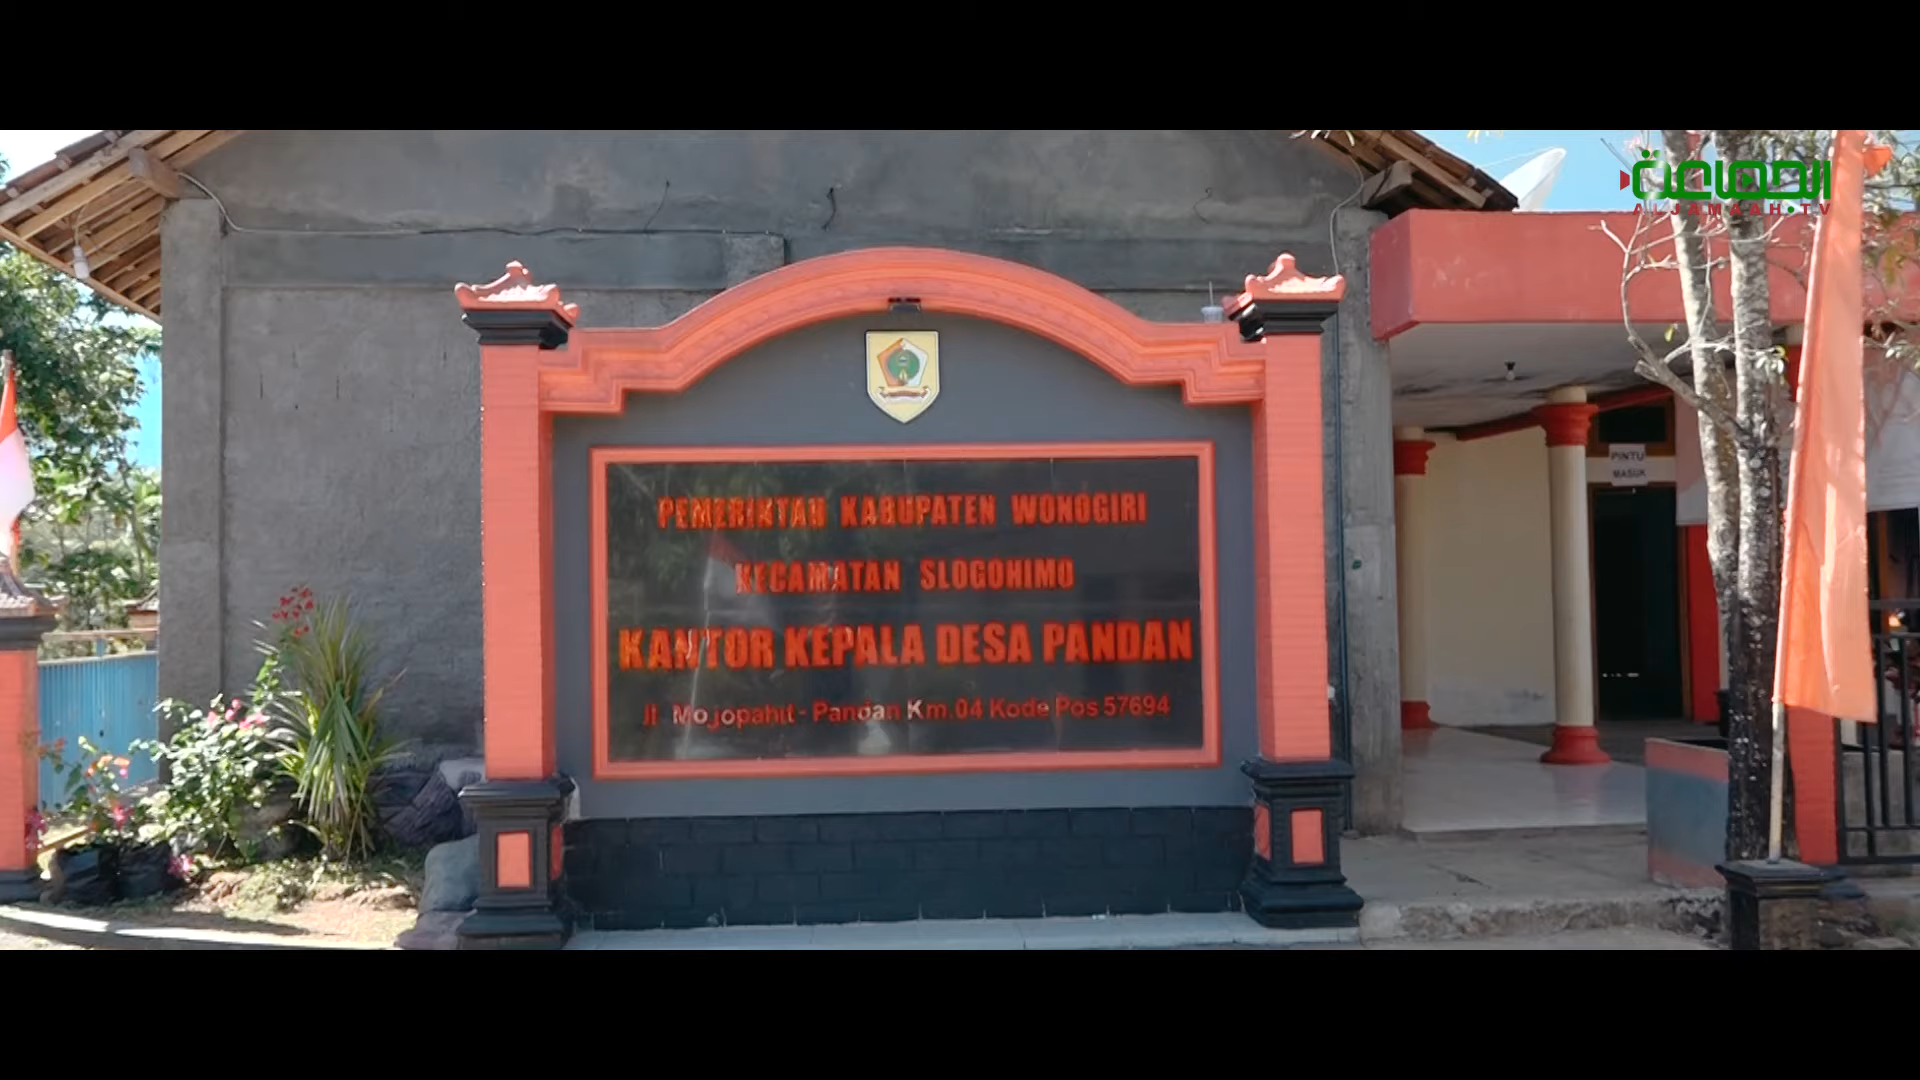 الجماعة
ALJAMAAH TV
PINTU
MASUK
PEMERINTAH KABUPATEN WONOGIRI
KECAMATAN SLOGOHIMO
KANTOR KEPALA DESA PANDAN
Jl Mojopahit - Pandan Km.04 Kode Pos 57694